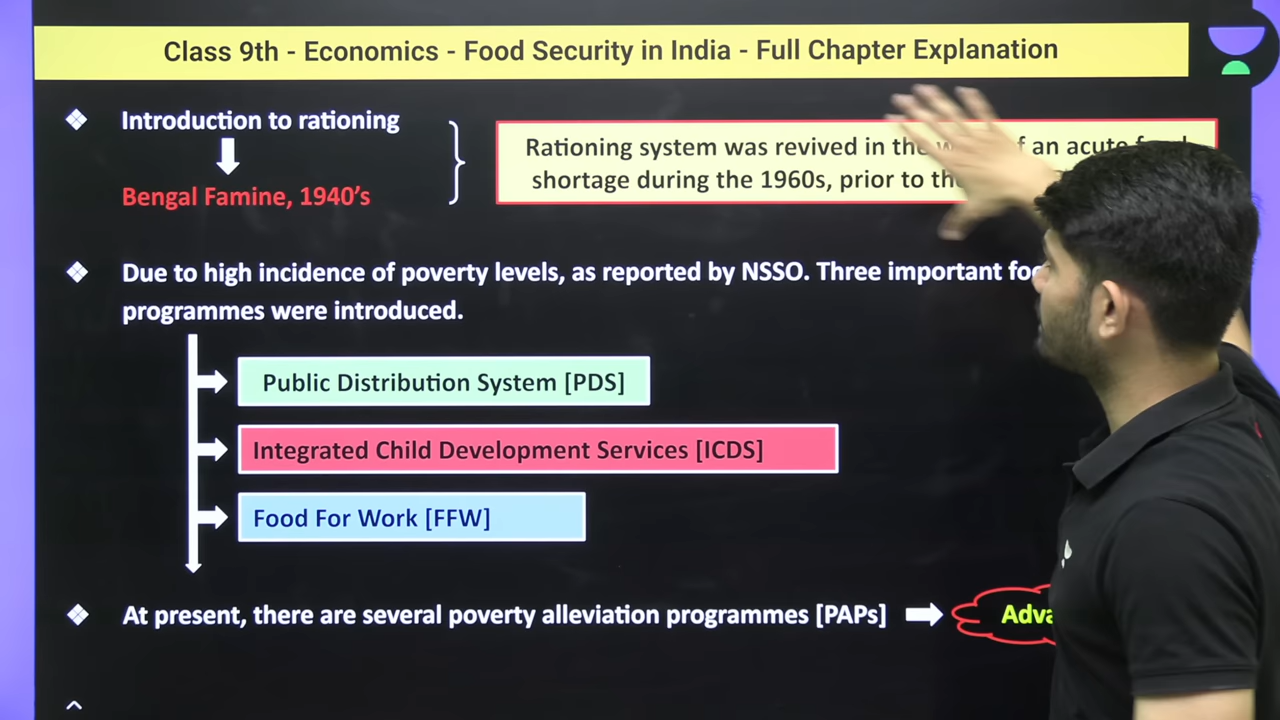 Class 9th - Economics - Food Security in India - Full Chapter Explanation
Introduction to rationing
Bengal Famine, 1940's
Rationing system was revived in the an acute
shortage during the 1960s, prior to
Due to high incidence of poverty levels, as reported by NSSO. Three important
programmes were introduced.
Public Distribution System [PDS]
Integrated Child Development Services [ICDS]
Food For Work [FFW]
At present, there are several poverty alleviation programmes [PAPs]